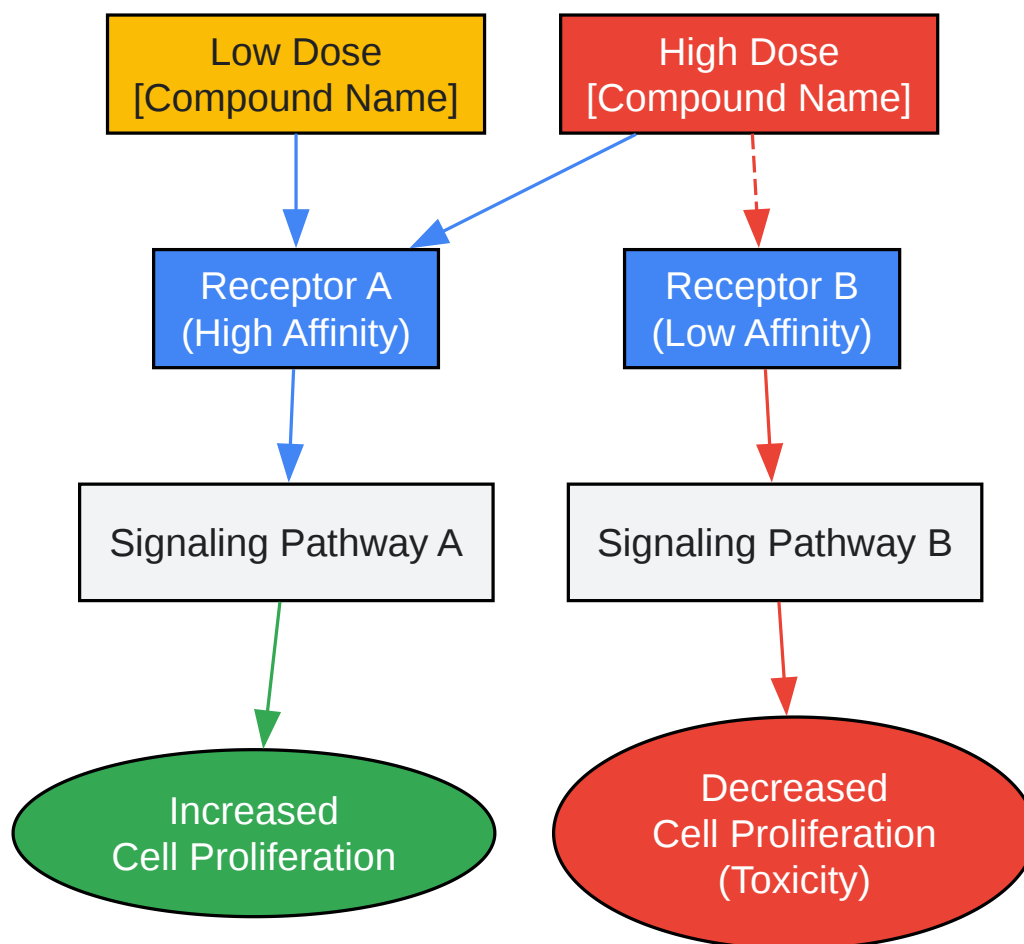 Low Dose
[Compound Name]
High Dose
[Compound Name]
Receptor A
(High Affinity)
Receptor B
(Low Affinity)
Signaling Pathway A
Signaling Pathway B
Increased
Cell Proliferation
Decreased
Cell Proliferation
(Toxicity)